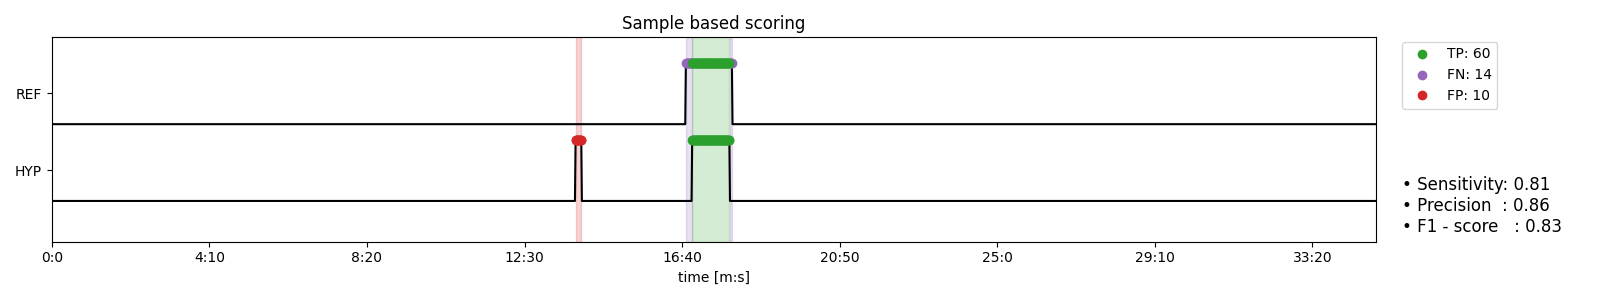 Sample based scoring
REF
HYP
0:0 4:10 8:20 12:30 16:40 20:50 25:0 29:10 33:20
time [m:s]
TP: 60
FN: 14
FP: 10
• Sensitivity: 0.81
• Precision : 0.86
• F1 - score : 0.83